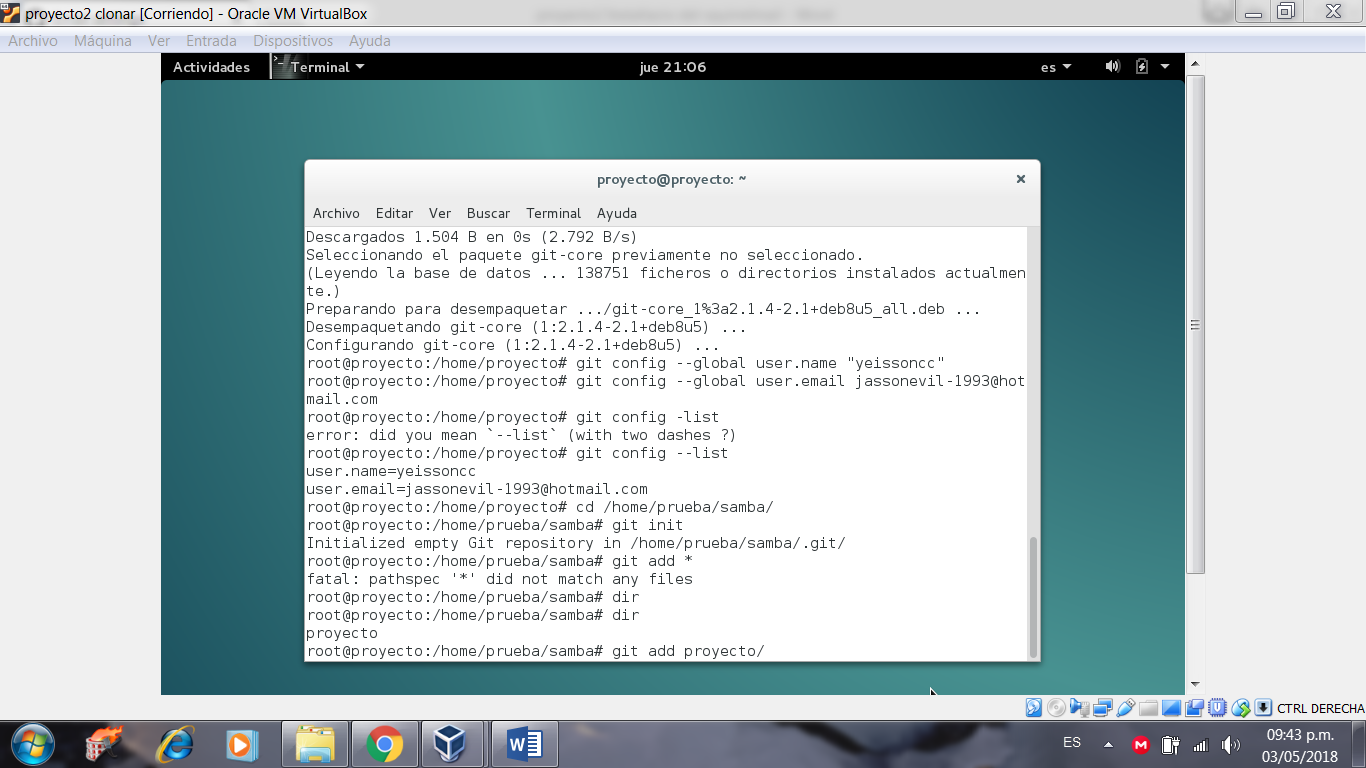 proyecto2 clonar [Corriendo] - Oracle VM VirtualBox
Archivo Máquina Ver Entrada Dispositivos Ayuda
Actividades Terminal jue 21:06 es
proyecto@proyecto: ~
Archivo Editar Ver Buscar Terminal Ayuda
Descargados 1.504 B en 0s (2.792 B/s)
Seleccionando el paquete git-core previamente no seleccionado.
(Leyendo la base de datos ... 138751 ficheros o directorios instalados actualmen
te.)
Preparando para desempaquetar .../git-core_1%3a2.1.4-2.1+deb8u5_all.deb ...
Desempaquetando git-core (1:2.1.4-2.1+deb8u5) ...
Configurando git-core (1:2.1.4-2.1+deb8u5) ...
root@proyecto:/home/proyecto# git config --global user.name "yeissoncc"
root@proyecto:/home/proyecto# git config --global user.email jassonevil-1993@hot
mail.com
root@proyecto:/home/proyecto# git config -list
error: did you mean `--list` (with two dashes ?)
root@proyecto:/home/proyecto# git config --list
user.name=yeissoncc
user.email=jassonevil-1993@hotmail.com
root@proyecto:/home/proyecto# cd /home/prueba/samba/
root@proyecto:/home/prueba/samba# git init
Initialized empty Git repository in /home/prueba/samba/.git/
root@proyecto:/home/prueba/samba# git add *
fatal: pathspec '*' did not match any files
root@proyecto:/home/prueba/samba# dir
root@proyecto:/home/prueba/samba# dir
proyecto
root@proyecto:/home/prueba/samba# git add proyecto/
CTRL DERECHA
ES
09:43 p.m.
03/05/2018